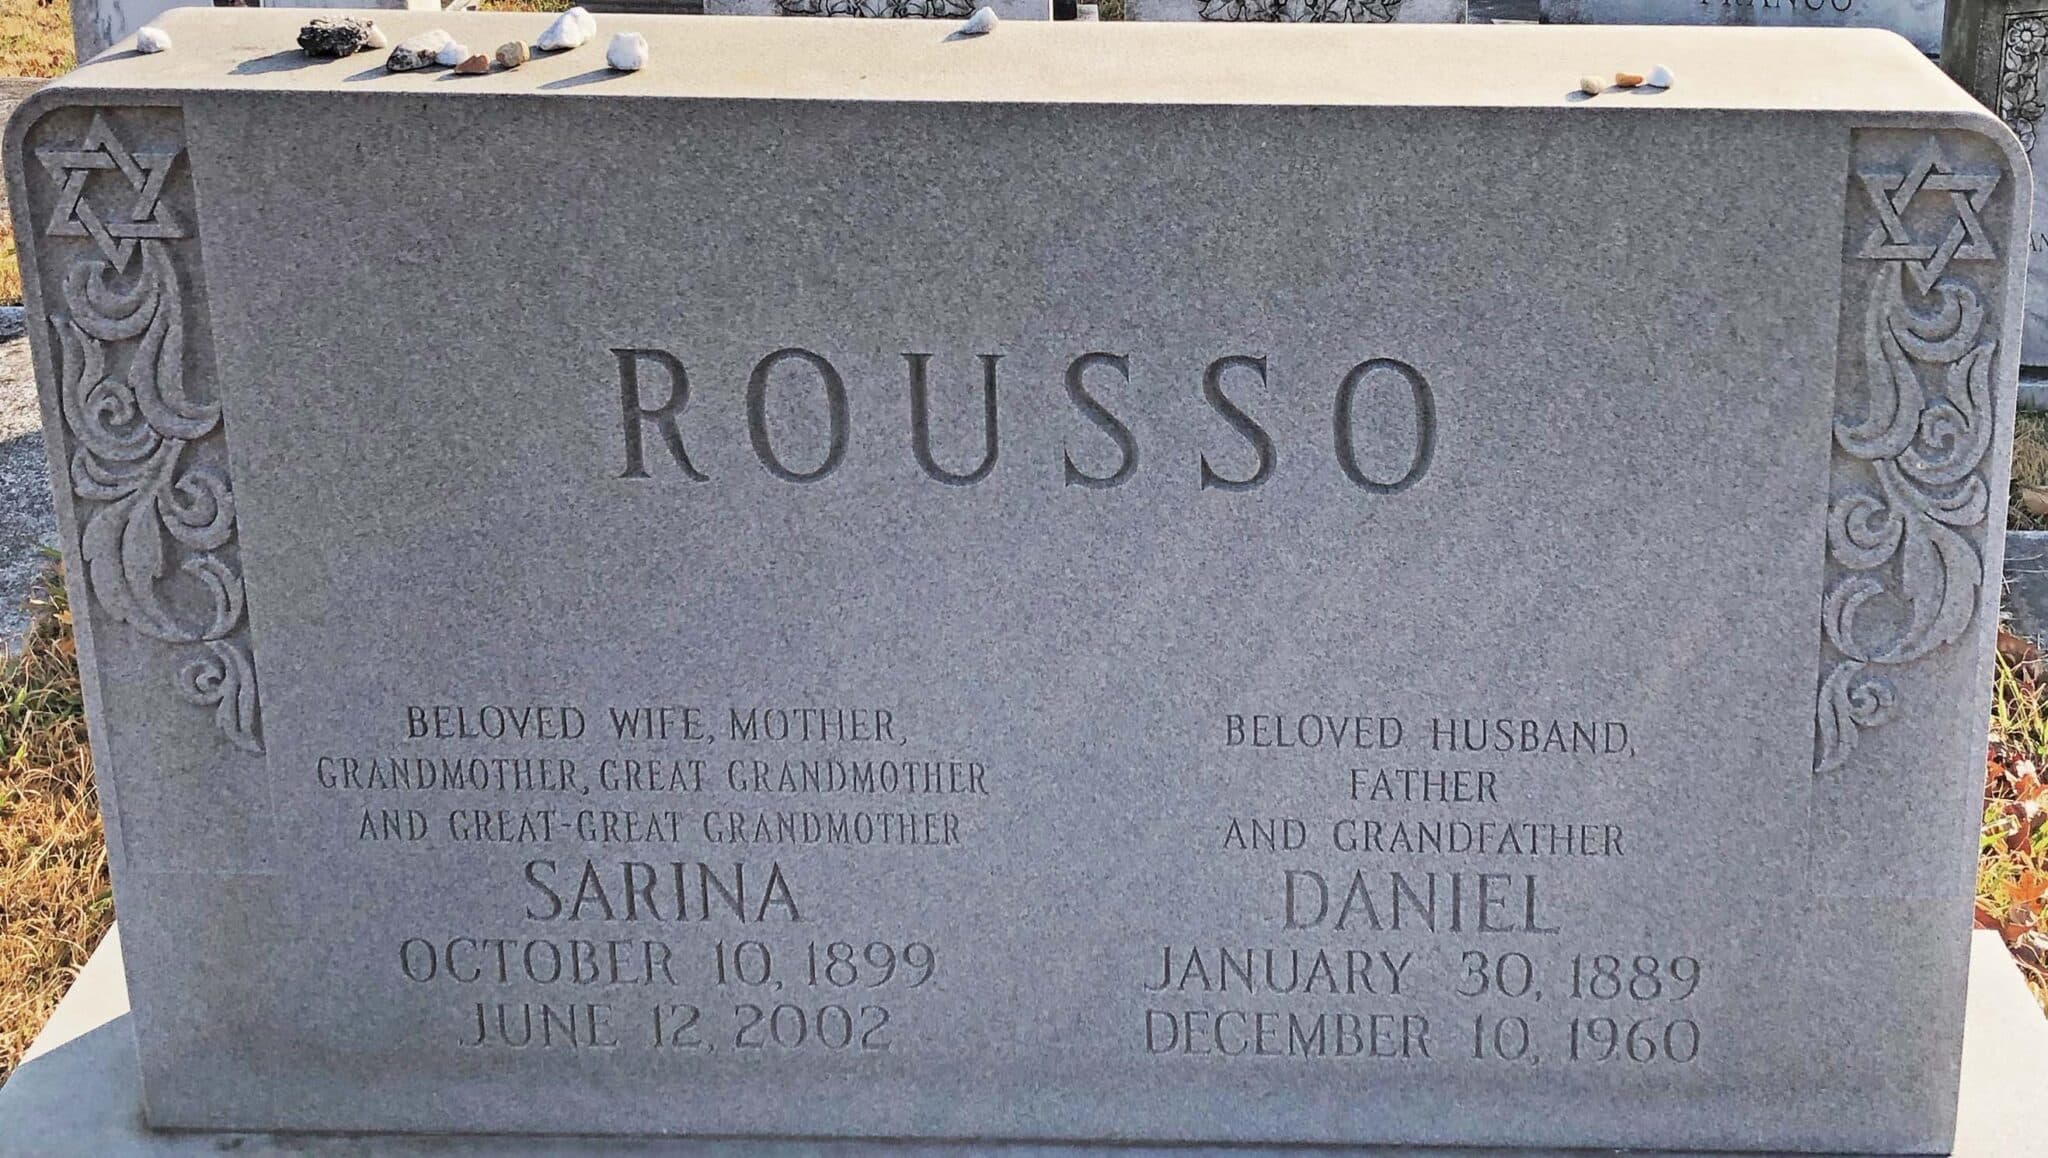 FRANCO
ROUSSO
BELOVED WIFE, MOTHER,
GRANDMOTHER, GREAT GRANDMOTHER
AND GREAT-GREAT GRANDMOTHER
SARINA
OCTOBER 10, 1899
JUNE 12, 2002
BELOVED HUSBAND,
FATHER
AND GRANDFATHER
DANIEL
JANUARY 30, 1889
DECEMBER 10, 1960